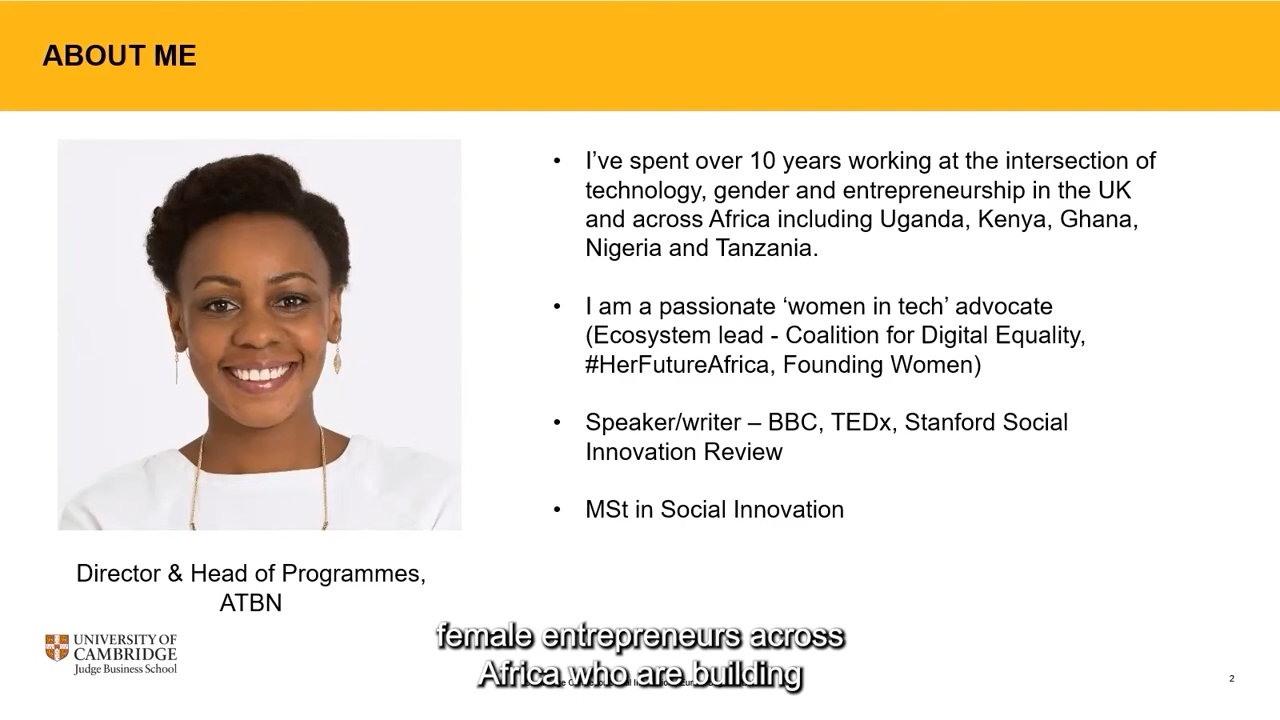 ABOUT ME
• I’ve spent over 10 years working at the intersection of
technology, gender and entrepreneurship in the UK
and across Africa including Uganda, Kenya, Ghana,
Nigeria and Tanzania.
• I am a passionate ‘women in tech’ advocate
(Ecosystem lead - Coalition for Digital Equality,
#HerFutureAfrica, Founding Women)
• Speaker/writer – BBC, TEDx, Stanford Social
Innovation Review
• MSt in Social Innovation
Director & Head of Programmes,
ATBN
UNIVERSITY OF
CAMBRIDGE
Judge Business School
female entrepreneurs across
Africa who are building
2